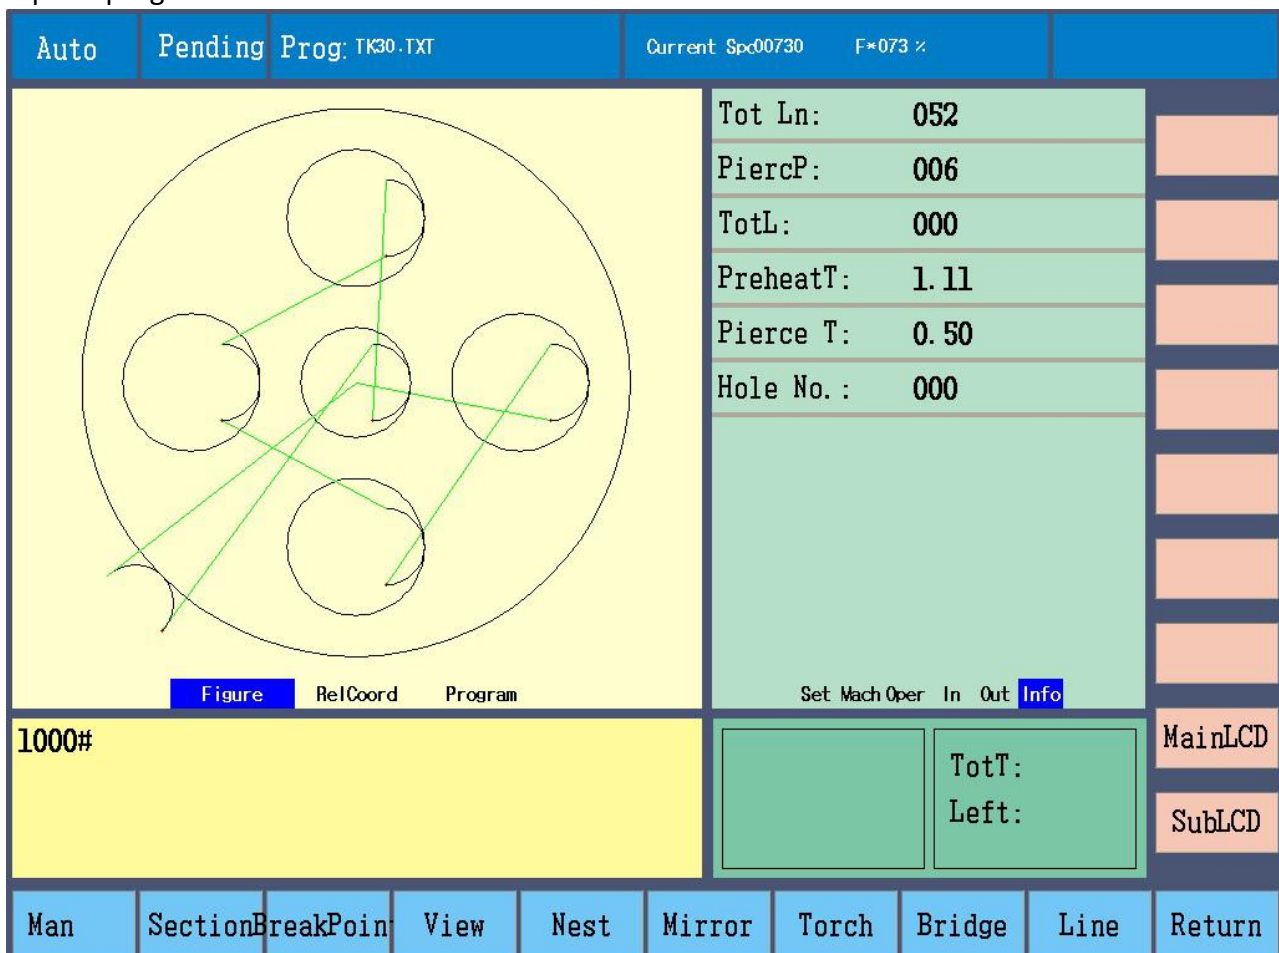 Auto Pending Prog: TK30.TXT Current Spd00730 F*073 %
Tot Ln: 052
PiercP: 006
TotL: 000
PreheatT: 1.11
Pierce T: 0.50
Hole No.: 000
Figure RelCoord Program
Set Mach Oper In Out Info
1000#
TotT:
Left:
MainLCD
SubLCD
Man Section BreakPoin View Nest Mirror Torch Bridge Line Return